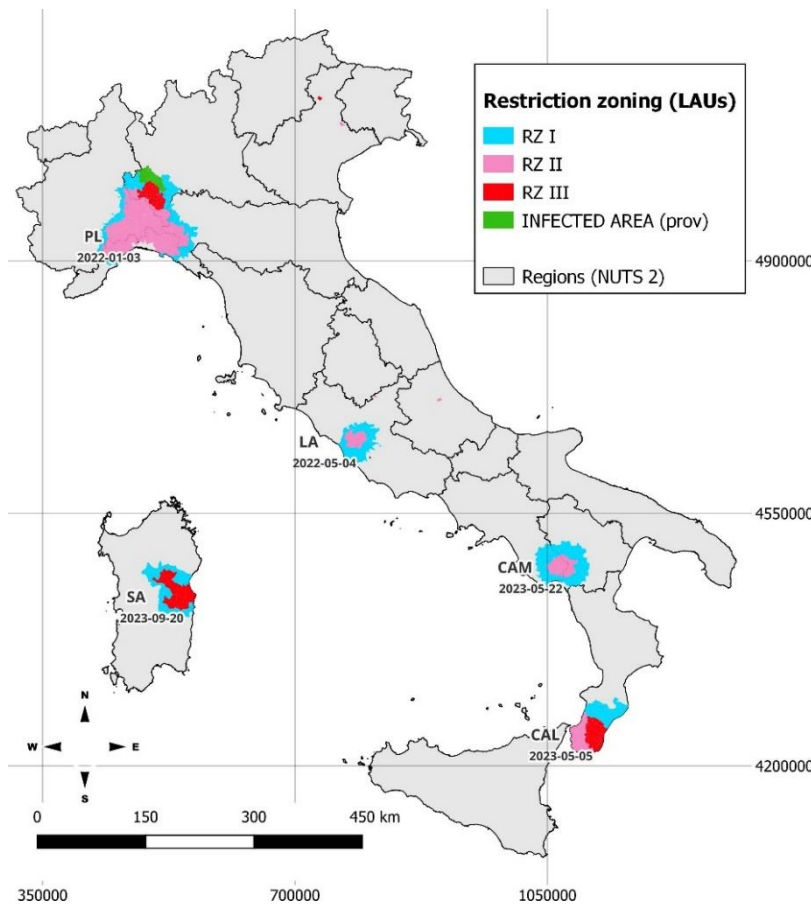 Restriction zoning (LAUs)
RZ I
RZ II
RZ III
INFECTED AREA (prov)
Regions (NUTS 2)
PL
2022-01-03
4900000
LA
2022-05-04
4550000
CAM
2023-05-22
SA
2023-09-20
N
W
E
S
CAL
2023-05-05
4200000
0 150 300 450 km
350000 700000 1050000